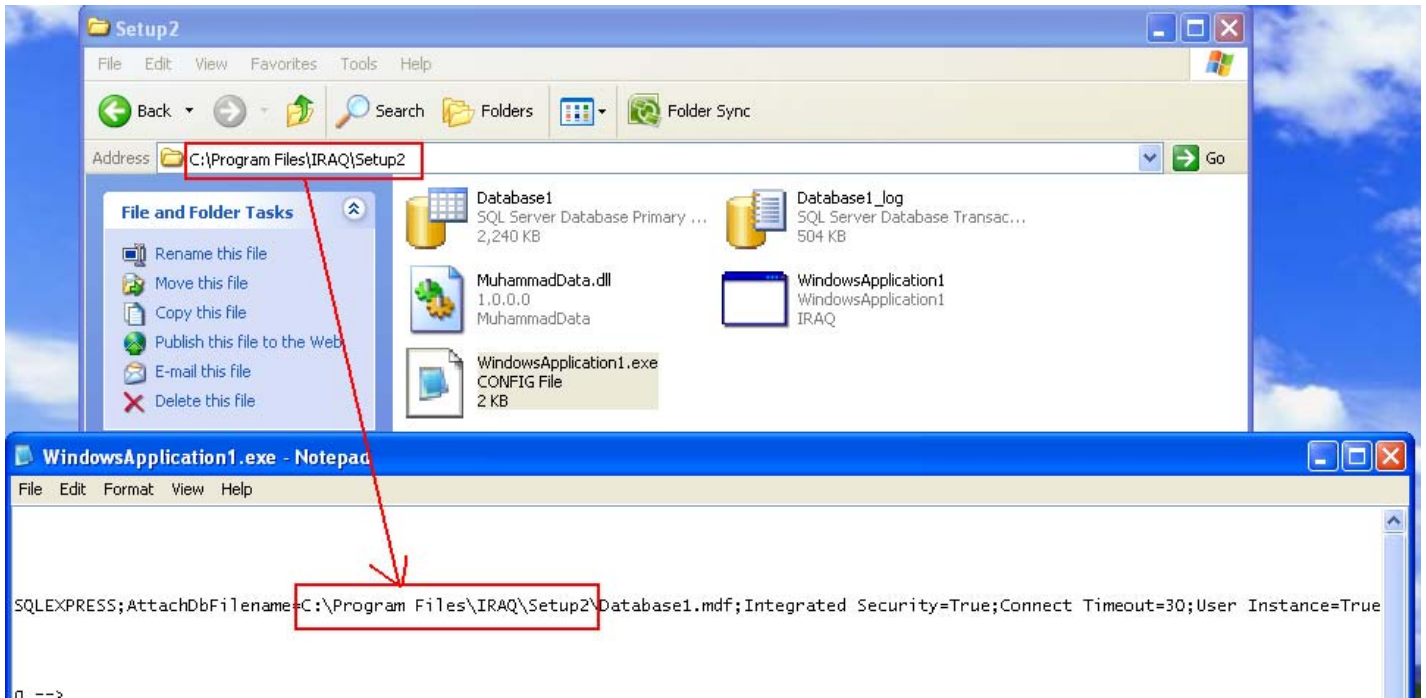 Setup2
File Edit View Favorites Tools Help
Back Search Folders Folder Sync
Address C:\Program Files\IRAQ\Setup2 Go
File and Folder Tasks
Rename this file
Move this file
Copy this file
Publish this file to the Web
E-mail this file
Delete this file
Database1
SQL Server Database Primary ...
2,240 KB
Database1_log
SQL Server Database Transac...
504 KB
MuhammadData.dll
1.0.0.0
MuhammadData
WindowsApplication1
WindowsApplication1
IRAQ
WindowsApplication1.exe
CONFIG File
2 KB
WindowsApplication1.exe - Notepad
File Edit Format View Help
SQLEXPRESS;AttachDbFilename=C:\Program Files\IRAQ\Setup2\Database1.mdf;Integrated Security=True;Connect Timeout=30;User Instance=True
-->